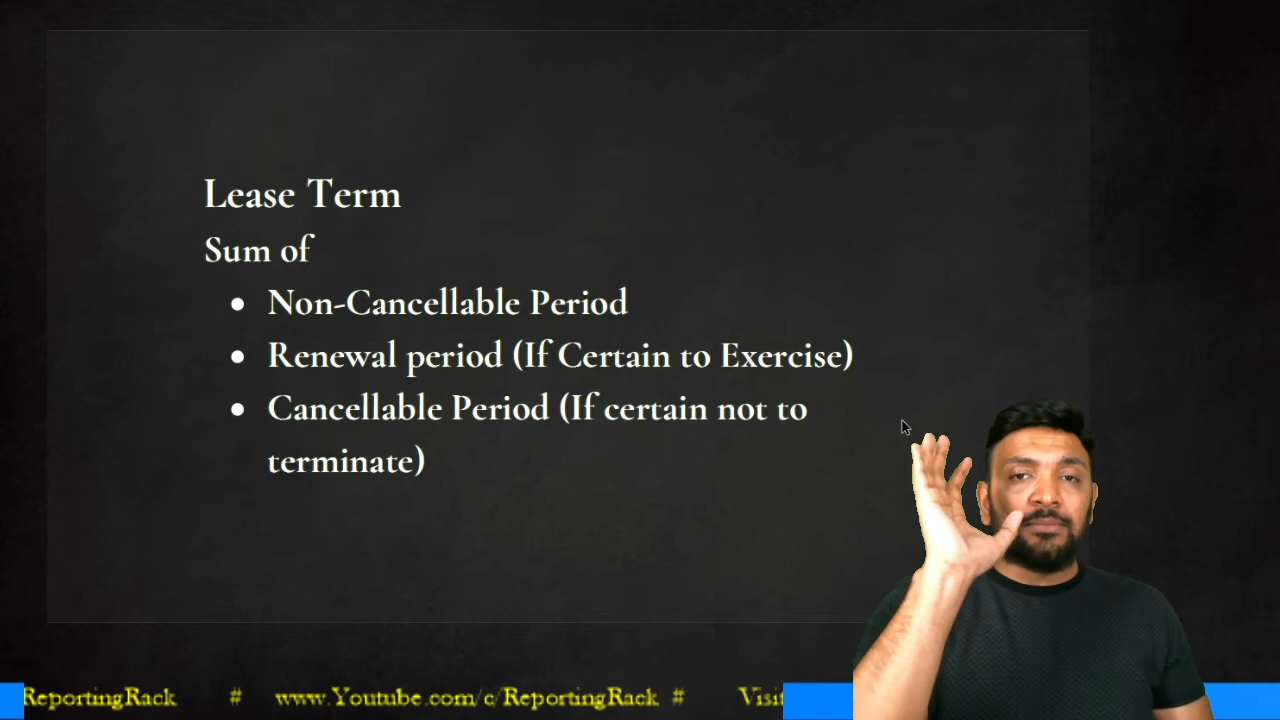 Lease Term
Sum of
• Non-Cancellable Period
• Renewal period (If Certain to Exercise)
• Cancellable Period (If certain not to
terminate)
ReportingRack # www.Youtube.com/c/ReportingRack # Visit